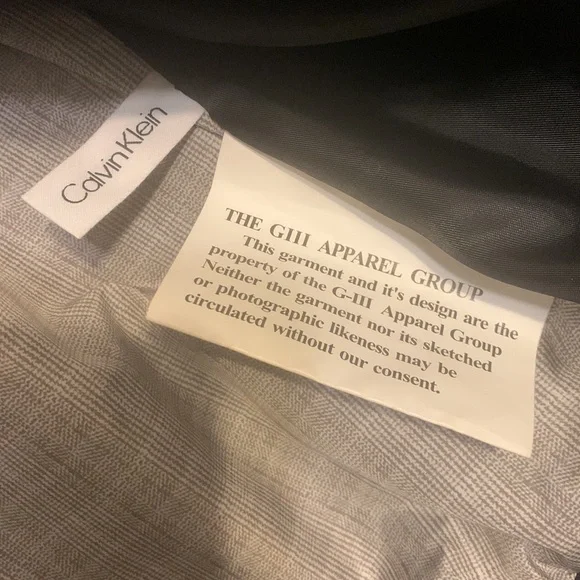 Calvin Klein
THE GIII APPAREL GROUP
This garment and it's design are the
property of the G-III Apparel Group
Neither the garment nor its sketched
or photographic likeness may be
circulated without our consent.